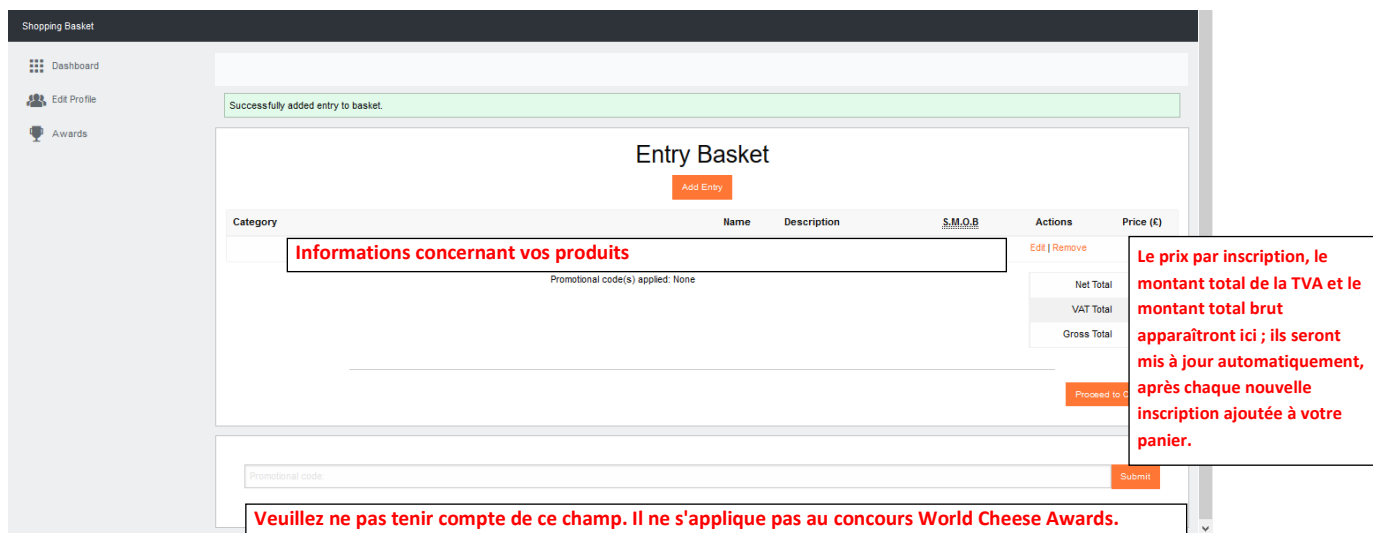 Shopping Basket
Dashboard
Edit Profile
Awards
Successfully added entry to basket.
Entry Basket
Add Entry
Category Name Description S.M.O.B Actions Price (£)
Informations concernant vos produits
Edit | Remove
Promotional code(s) applied: None
Net Total
VAT Total
Gross Total
Proceed to C
Le prix par inscription, le
montant total de la TVA et le
montant total brut
apparaîtront ici ; ils seront
mis à jour automatiquement,
après chaque nouvelle
inscription ajoutée à votre
panier.
Promotional code:
Submit
Veuillez ne pas tenir compte de ce champ. Il ne s'applique pas au concours World Cheese Awards.